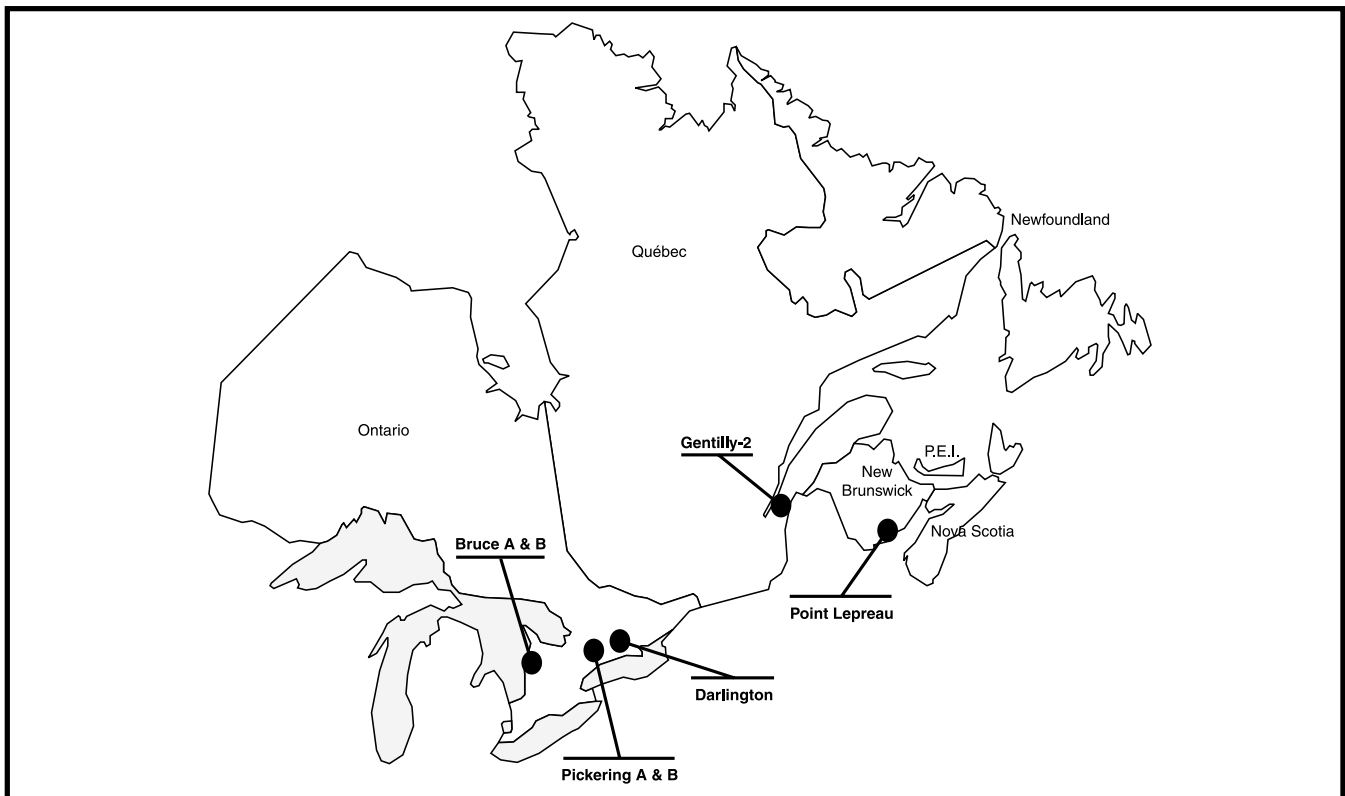 Newfoundland
Québec
Ontario
Gentilly-2
P.E.I.
New
Brunswick
Nova Scotia
Bruce A & B
Point Lepreau
Darlington
Pickering A & B